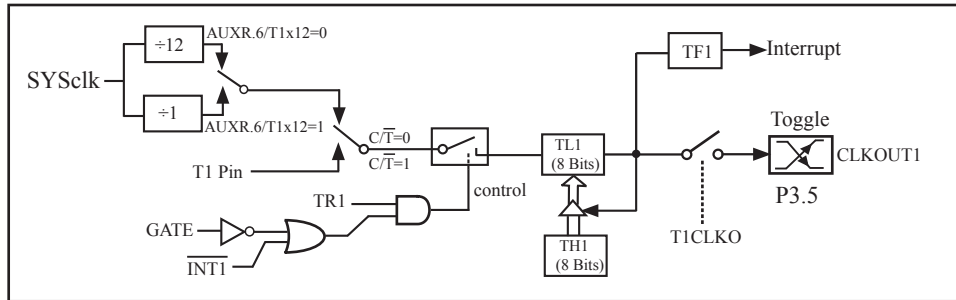 AUXR.6/T1x12=0
÷12
SYSclk
÷1
AUXR.6/T1x12=1
C/T̅=0
C/T̅=1
T1 Pin
TR1
control
GATE
I̅N̅T̅1̅
TL1
(8 Bits)
TH1
(8 Bits)
TF1
Interrupt
Toggle
CLKOUT1
P3.5
T1CLKO